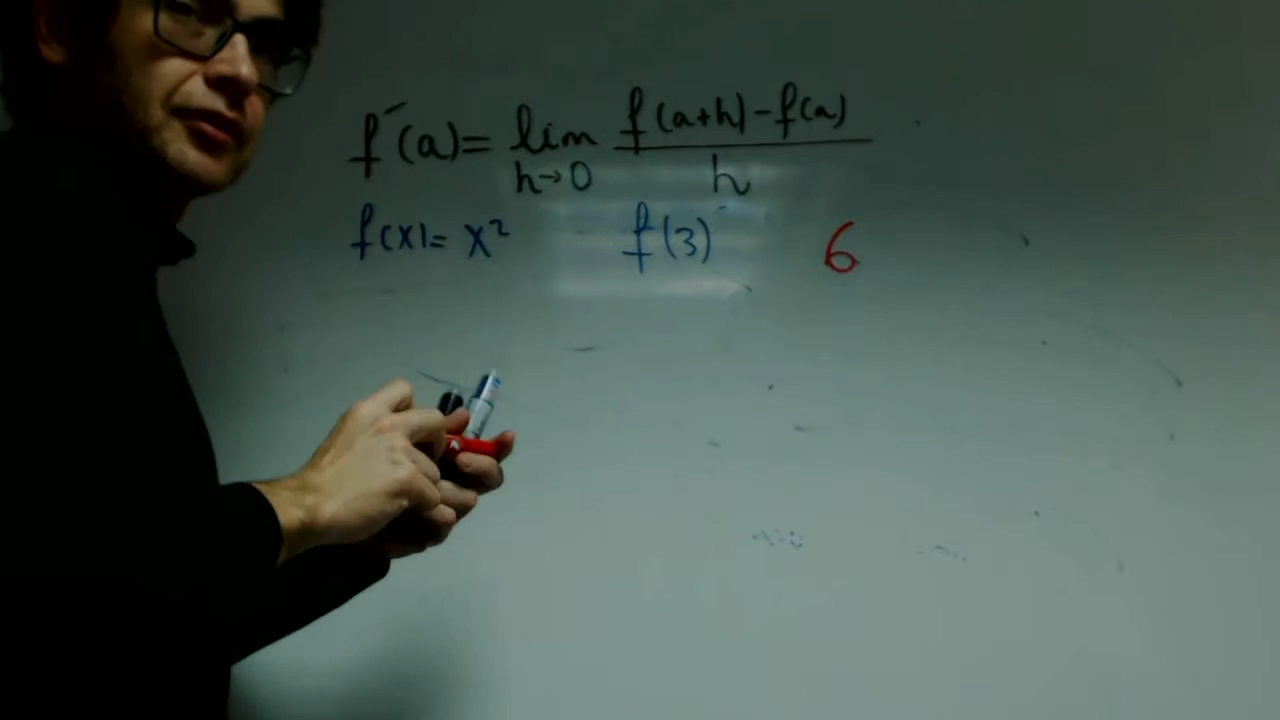 f'(a) = lim_{h→0} (f(a+h) - f(a)) / h
f(x) = x² f'(3) 6